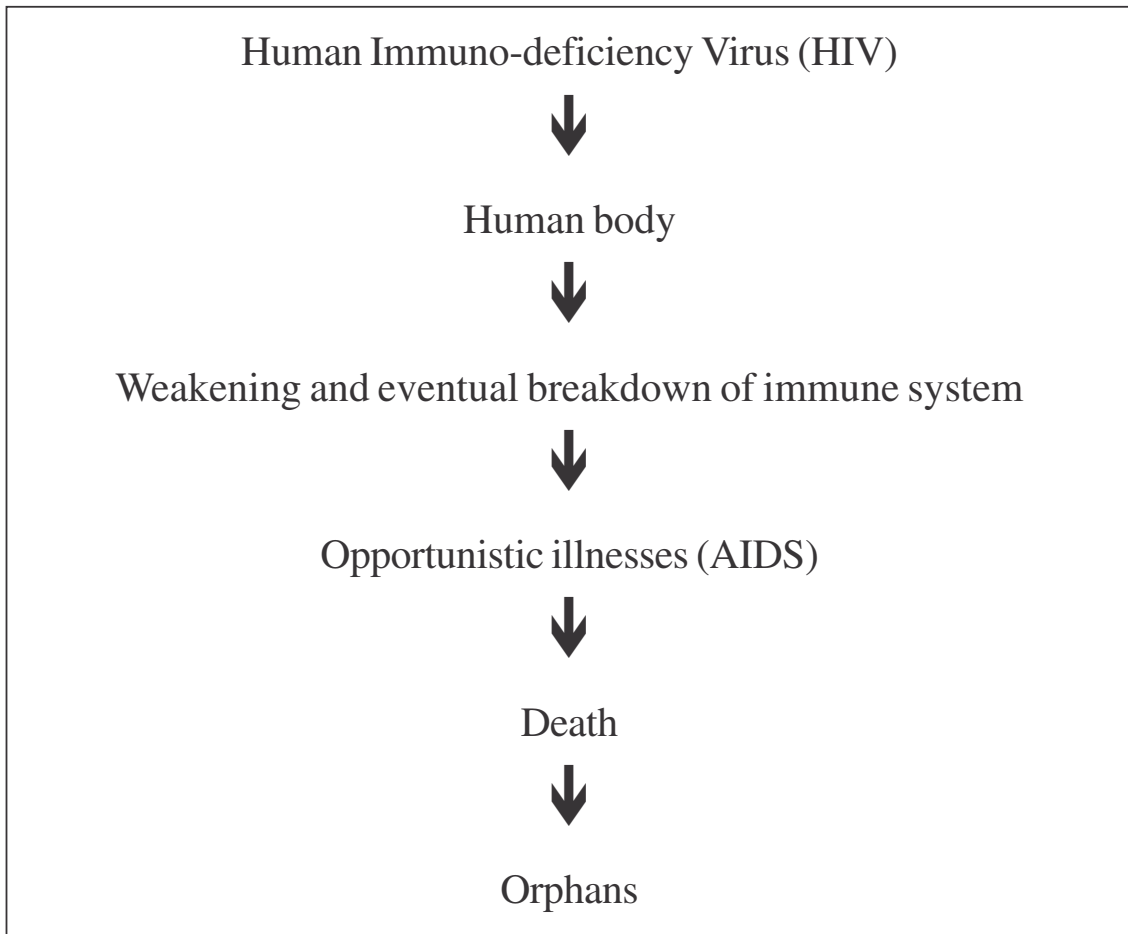 Human Immuno-deficiency Virus (HIV)
Human body
Weakening and eventual breakdown of immune system
Opportunistic illnesses (AIDS)
Death
Orphans